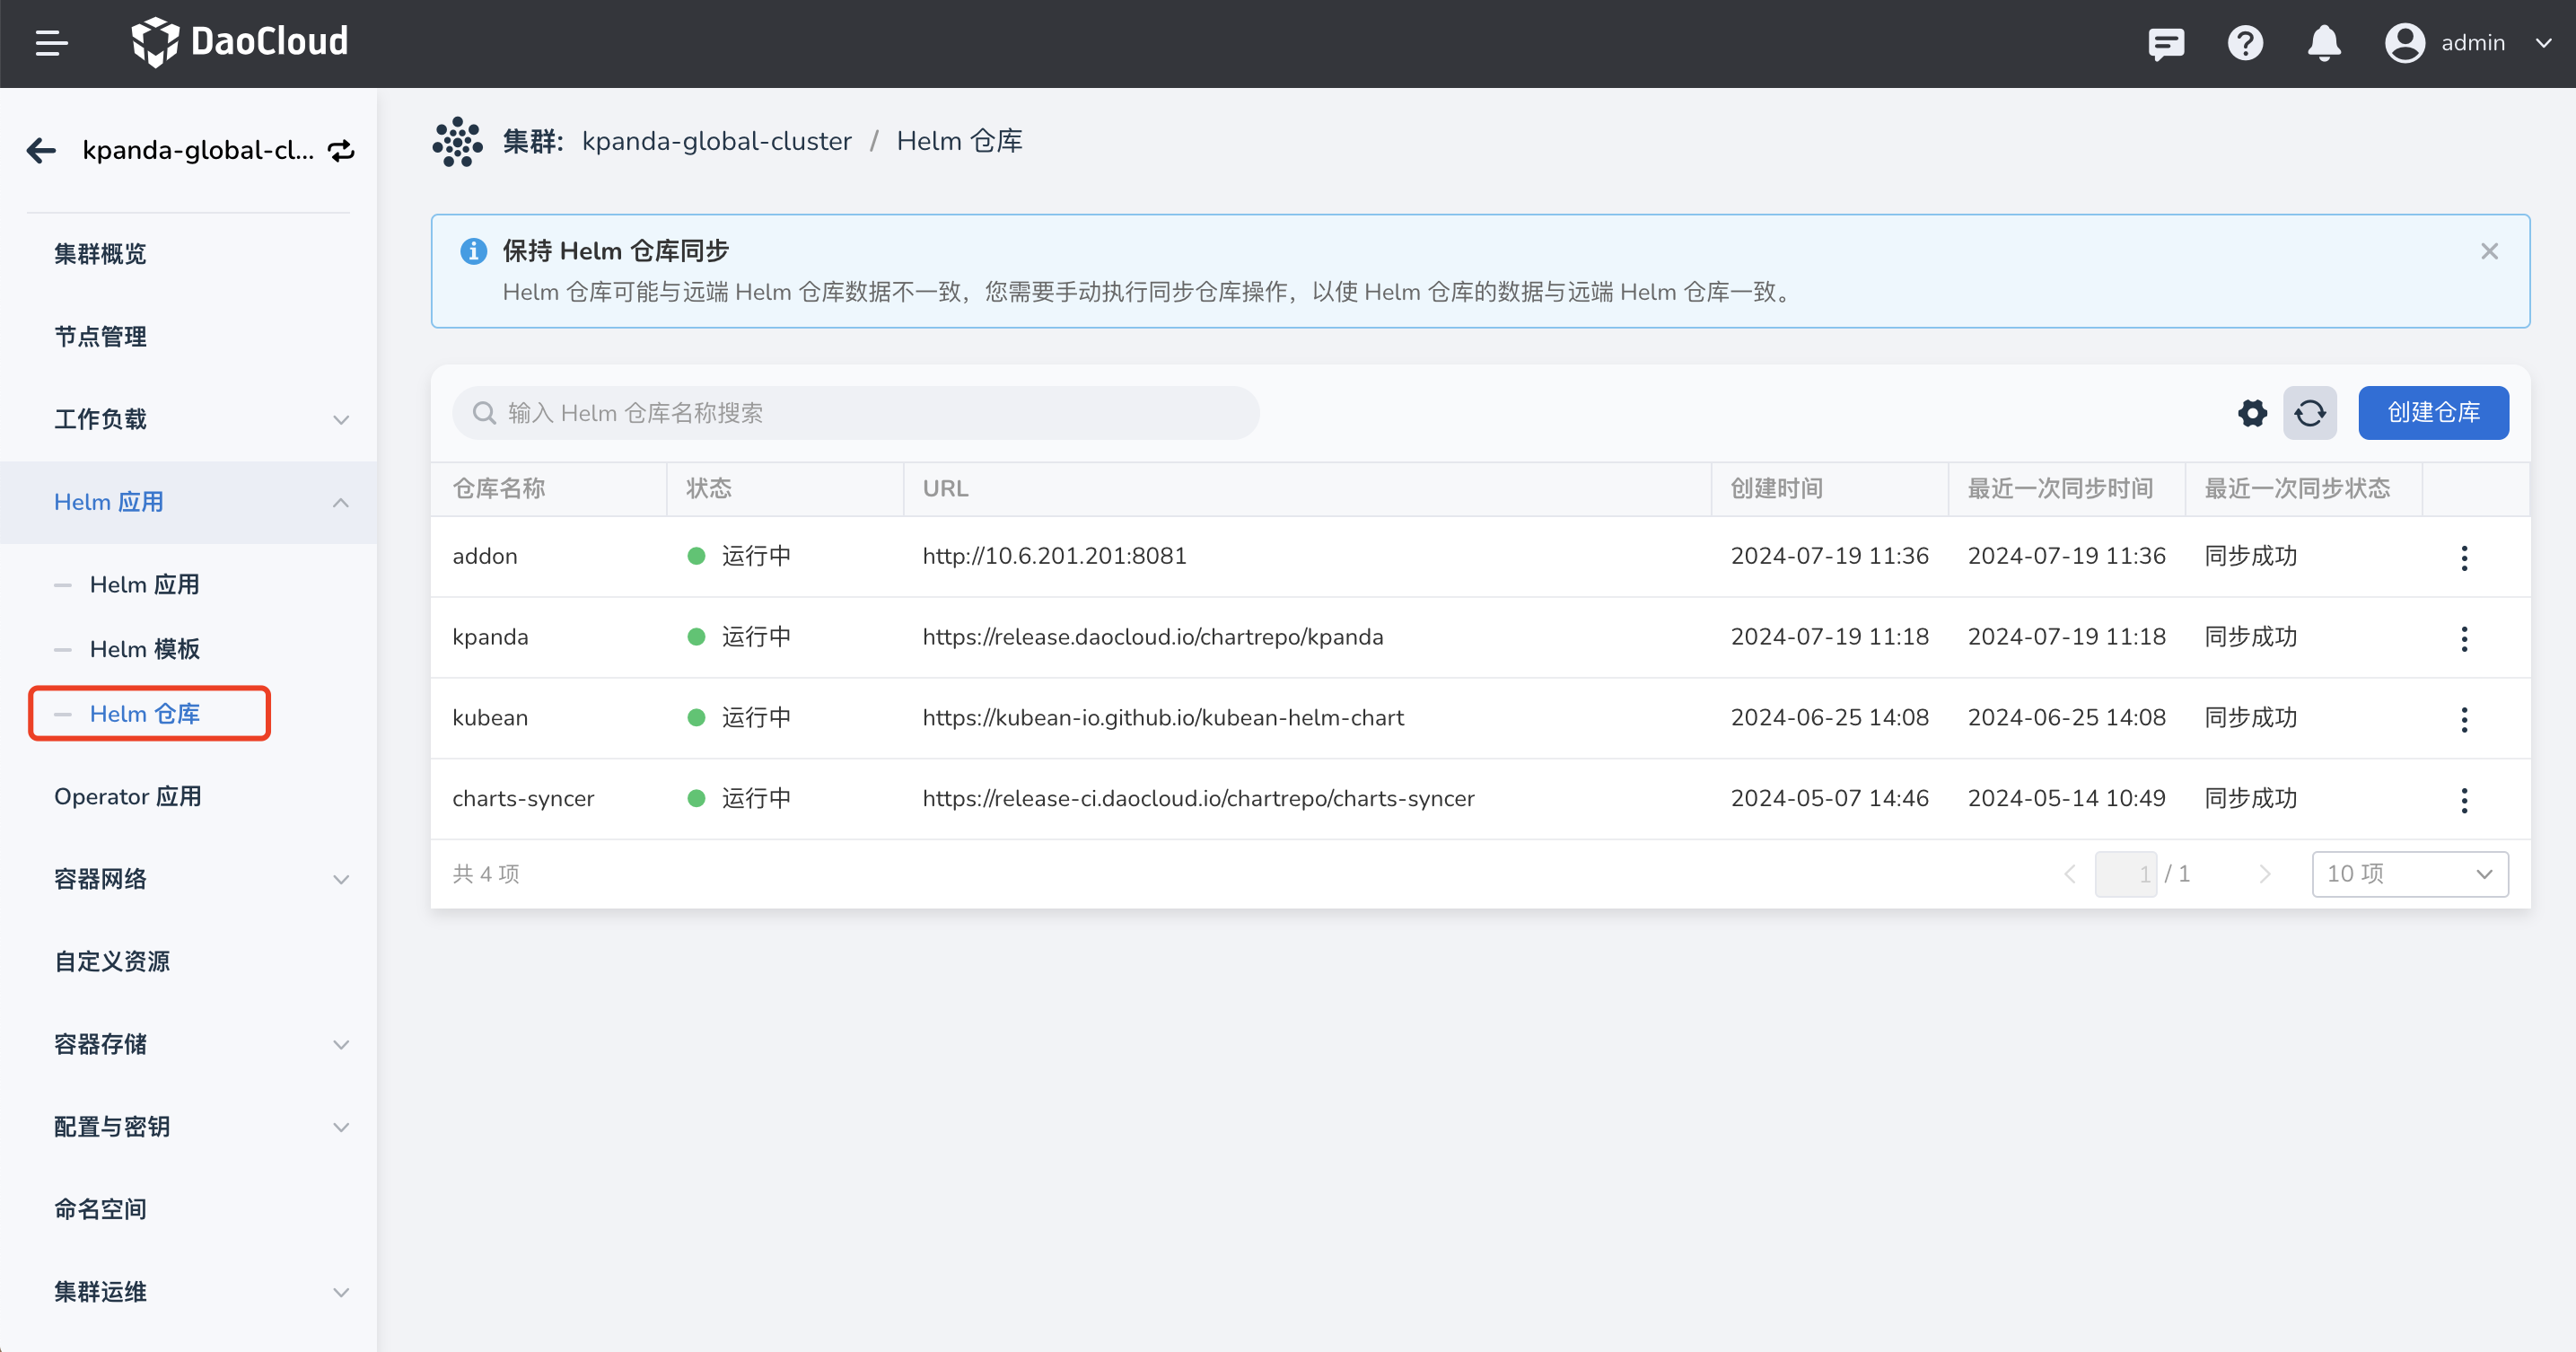 DaoCloud
admin
kpanda-global-cl...
集群概览
节点管理
工作负载
Helm 应用
Helm 应用
Helm 模板
Helm 仓库
Operator 应用
容器网络
自定义资源
容器存储
配置与密钥
命名空间
集群运维
集群: kpanda-global-cluster / Helm 仓库
保持 Helm 仓库同步
Helm 仓库可能与远端 Helm 仓库数据不一致，您需要手动执行同步仓库操作，以使 Helm 仓库的数据与远端 Helm 仓库一致。
输入 Helm 仓库名称搜索
创建仓库
仓库名称 状态 URL 创建时间 最近一次同步时间 最近一次同步状态
addon 运行中 http://10.6.201.201:8081 2024-07-19 11:36 2024-07-19 11:36 同步成功
kpanda 运行中 https://release.daocloud.io/chartrepo/kpanda 2024-07-19 11:18 2024-07-19 11:18 同步成功
kubean 运行中 https://kubean-io.github.io/kubean-helm-chart 2024-06-25 14:08 2024-06-25 14:08 同步成功
charts-syncer 运行中 https://release-ci.daocloud.io/chartrepo/charts-syncer 2024-05-07 14:46 2024-05-14 10:49 同步成功
共 4 项 1 / 1 10 项